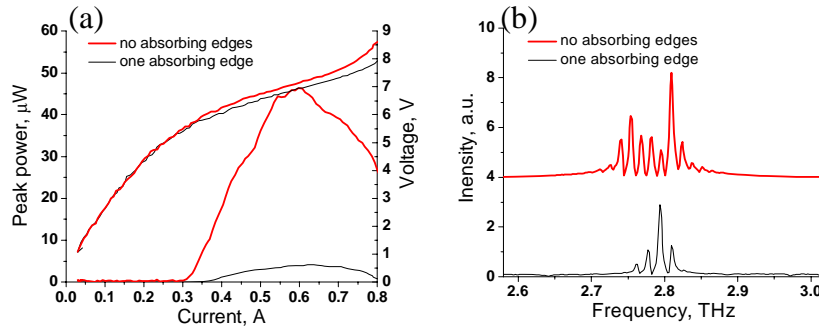 (a)
no absorbing edges
one absorbing edge
Peak power, μW
60
50
40
30
20
10
0
0.0 0.1 0.2 0.3 0.4 0.5 0.6 0.7 0.8
Current, A
9
8
7
6
5
4
3
2
1
0
Voltage, V
(b)
no absorbing edges
one absorbing edge
Inensity, a.u.
10
8
6
4
2
0
2.6 2.7 2.8 2.9 3.0
Frequency, THz